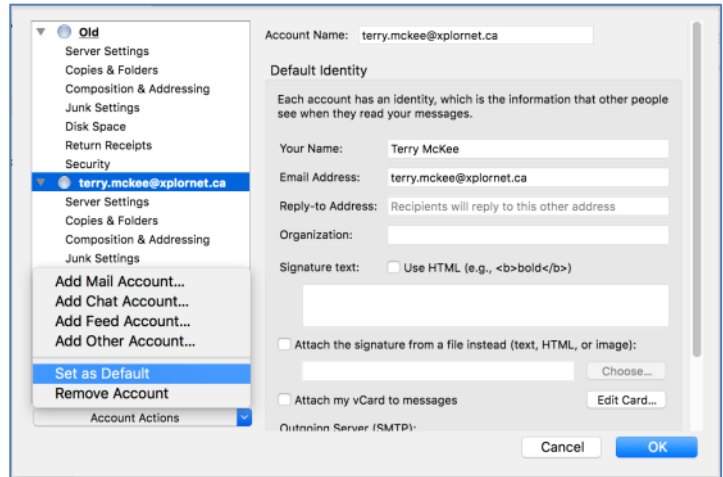 Old
Server Settings
Copies & Folders
Composition & Addressing
Junk Settings
Disk Space
Return Receipts
Security
terry.mckee@xplornet.ca
Server Settings
Copies & Folders
Composition & Addressing
Junk Settings
Add Mail Account...
Add Chat Account...
Add Feed Account...
Add Other Account...
Set as Default
Remove Account
Account Actions
Account Name: terry.mckee@xplornet.ca
Default Identity
Each account has an identity, which is the information that other people
see when they read your messages.
Your Name: Terry McKee
Email Address: terry.mckee@xplornet.ca
Reply-to Address: Recipients will reply to this other address
Organization:
Signature text: Use HTML (e.g., <b>bold</b>)
Attach the signature from a file instead (text, HTML, or image):
Choose...
Attach my vCard to messages Edit Card...
Outgoing Server (SMTP):
Cancel OK